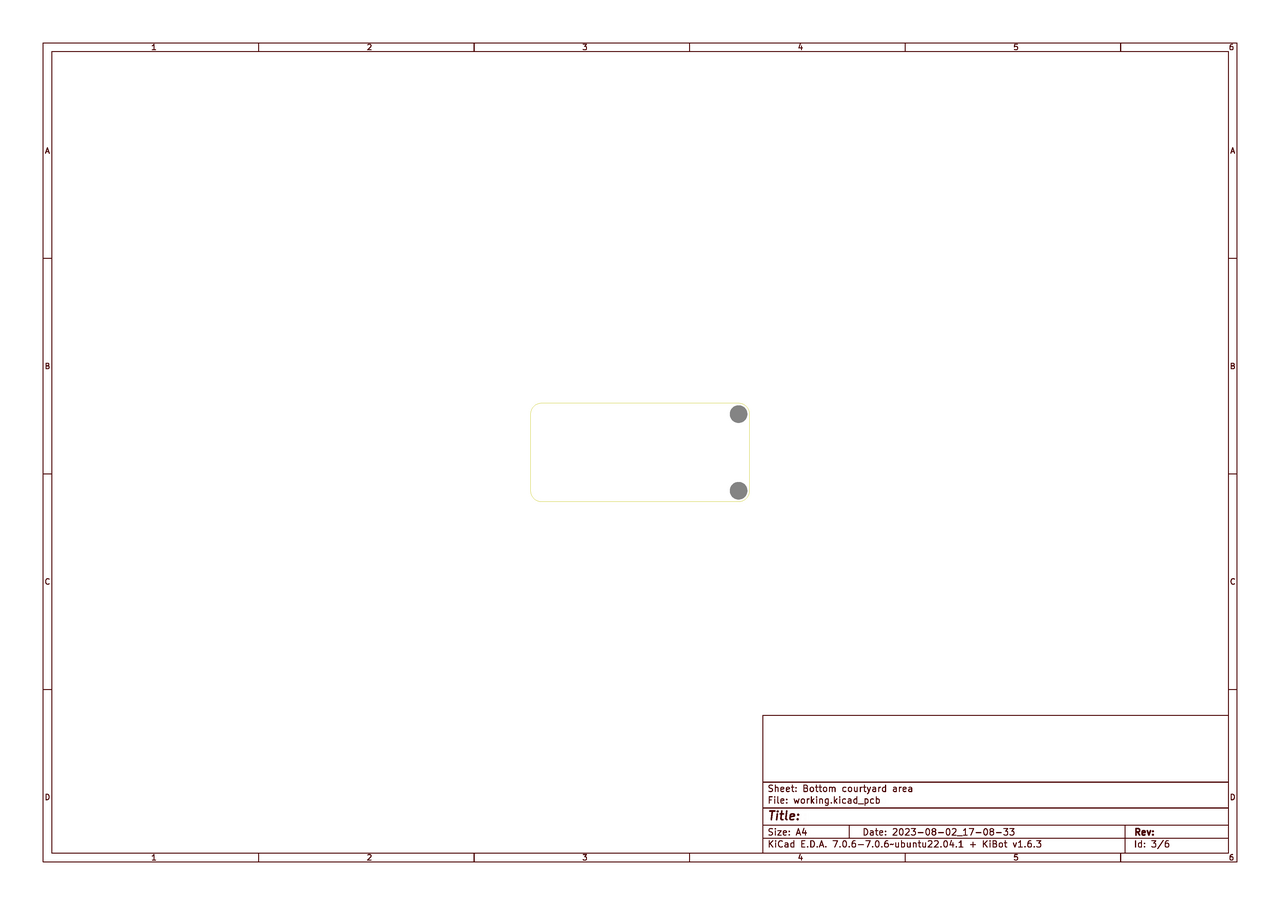 1 2 3 4 5 6
A A
B B
C C
D D
Sheet: Bottom courtyard area
File: working.kicad_pcb
Title:
Size: A4 Date: 2023-08-02_17-08-33 Rev:
KiCad E.D.A. 7.0.6-7.0.6~ubuntu22.04.1 + KiBot v1.6.3 Id: 3/6
1 2 3 4 5 6